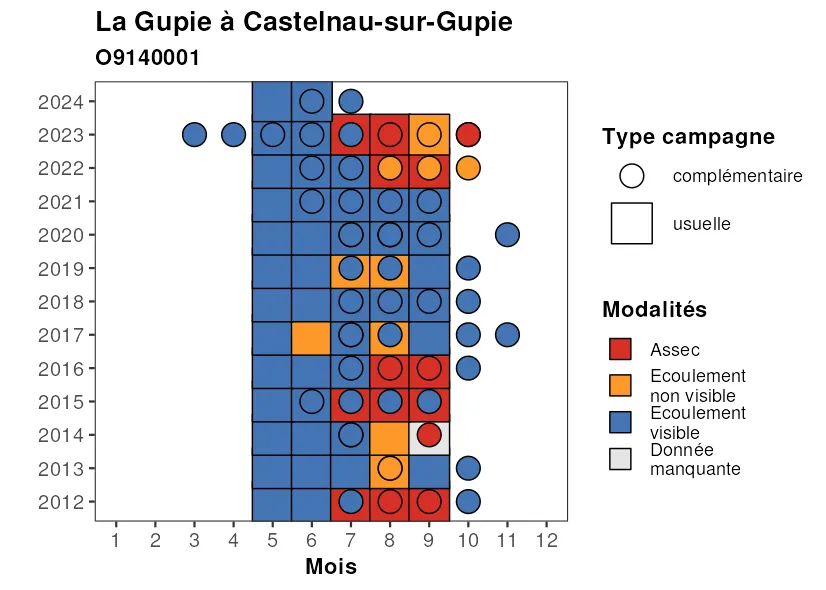 La Gupie à Castelnau-sur-Gupie
O9140001
2024
2023
2022
2021
2020
2019
2018
2017
2016
2015
2014
2013
2012
1 2 3 4 5 6 7 8 9 10 11 12
Mois
Type campagne
complémentaire
usuelle
Modalités
Assec
Ecoulement
non visible
Ecoulement
visible
Donnée
manquante